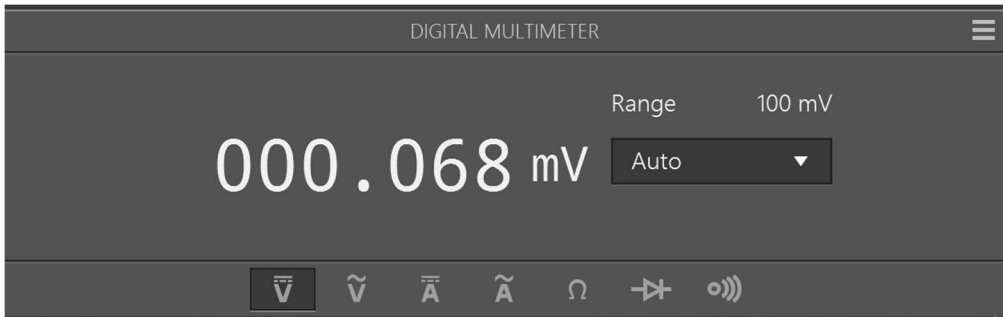 DIGITAL MULTIMETER
Range 100 mV
000.068 mV
Auto
V V A A Ω